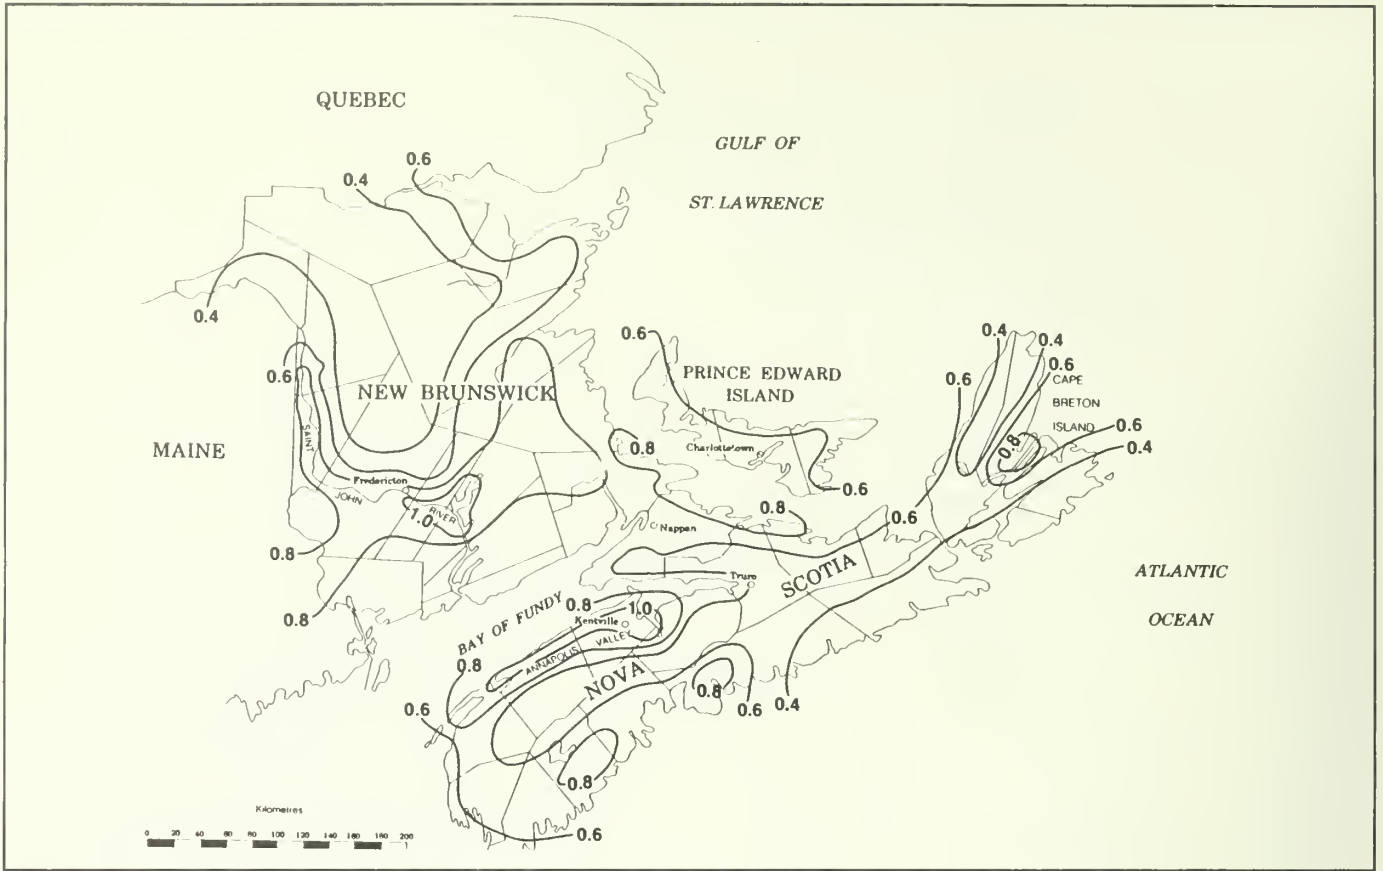 QUEBEC
GULF OF
ST. LAWRENCE
0.6
0.4
0.4
0.6
NEW BRUNSWICK
MAINE
SAINT
JOHN
RIVER
Fredericton
1.0
0.8
0.8
0.6
PRINCE EDWARD
ISLAND
Charlottetown
0.8
0.8
0.6
Nappan
0.4
0.4
0.6
0.6
CAPE
BRETON
ISLAND
0.8
0.6
0.4
0.6
SCOTIA
Truro
BAY OF FUNDY
0.8
1.0
Kentville
ANNAPOLIS
VALLEY
0.8
NOVA
0.8
0.6
0.4
0.6
0.8
0.6
ATLANTIC
OCEAN
Kilometres
0 20 40 60 80 100 120 140 160 180 200